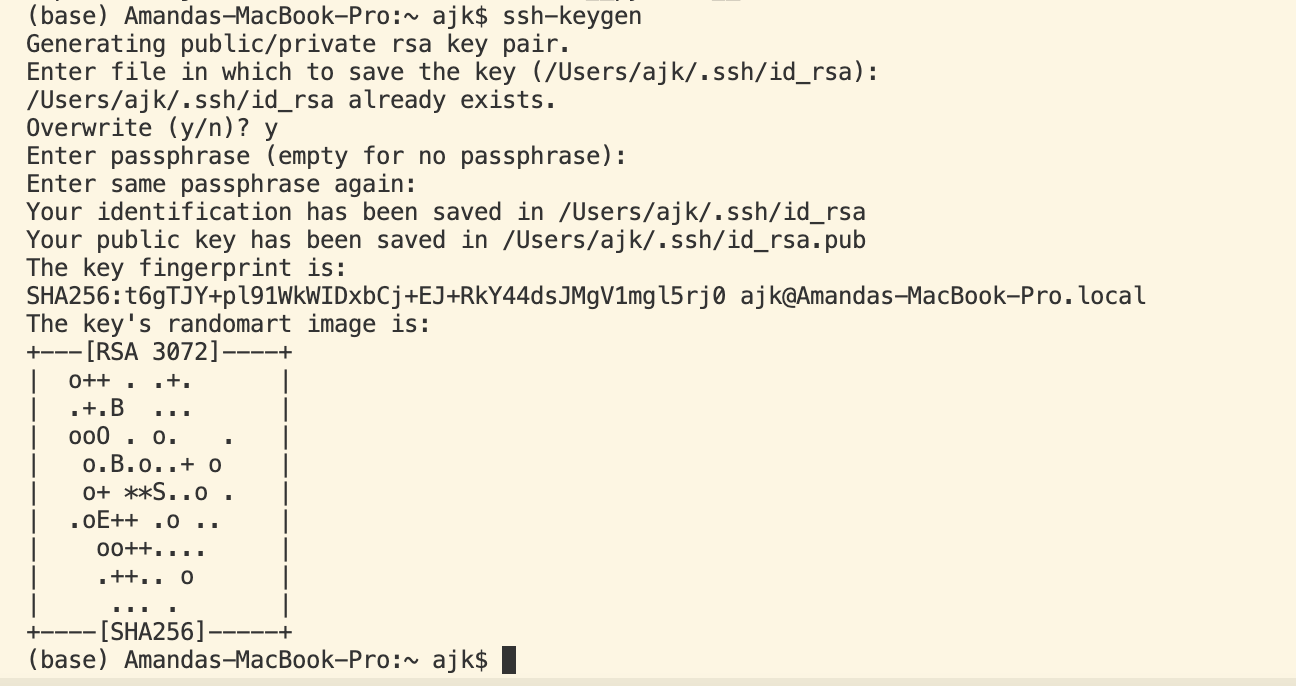 (base) Amandas-MacBook-Pro:~ ajk$ ssh-keygen
Generating public/private rsa key pair.
Enter file in which to save the key (/Users/ajk/.ssh/id_rsa):
/Users/ajk/.ssh/id_rsa already exists.
Overwrite (y/n)? y
Enter passphrase (empty for no passphrase):
Enter same passphrase again:
Your identification has been saved in /Users/ajk/.ssh/id_rsa
Your public key has been saved in /Users/ajk/.ssh/id_rsa.pub
The key fingerprint is:
SHA256:t6gTJY+pl91WkWIDxbCj+EJ+RkY44dsJMgV1mgl5rj0 ajk@Amandas-MacBook-Pro.local
The key's randomart image is:
+---[RSA 3072]----+
|  o++ . .+.      |
|  .+.B  ...      |
|  ooO . o.   .   |
|   o.B.o..+ o    |
|   o+ **S..o .   |
|  .oE++ .o ..    |
|    oo++....     |
|    .++.. o      |
|     ... .       |
+----[SHA256]-----+
(base) Amandas-MacBook-Pro:~ ajk$